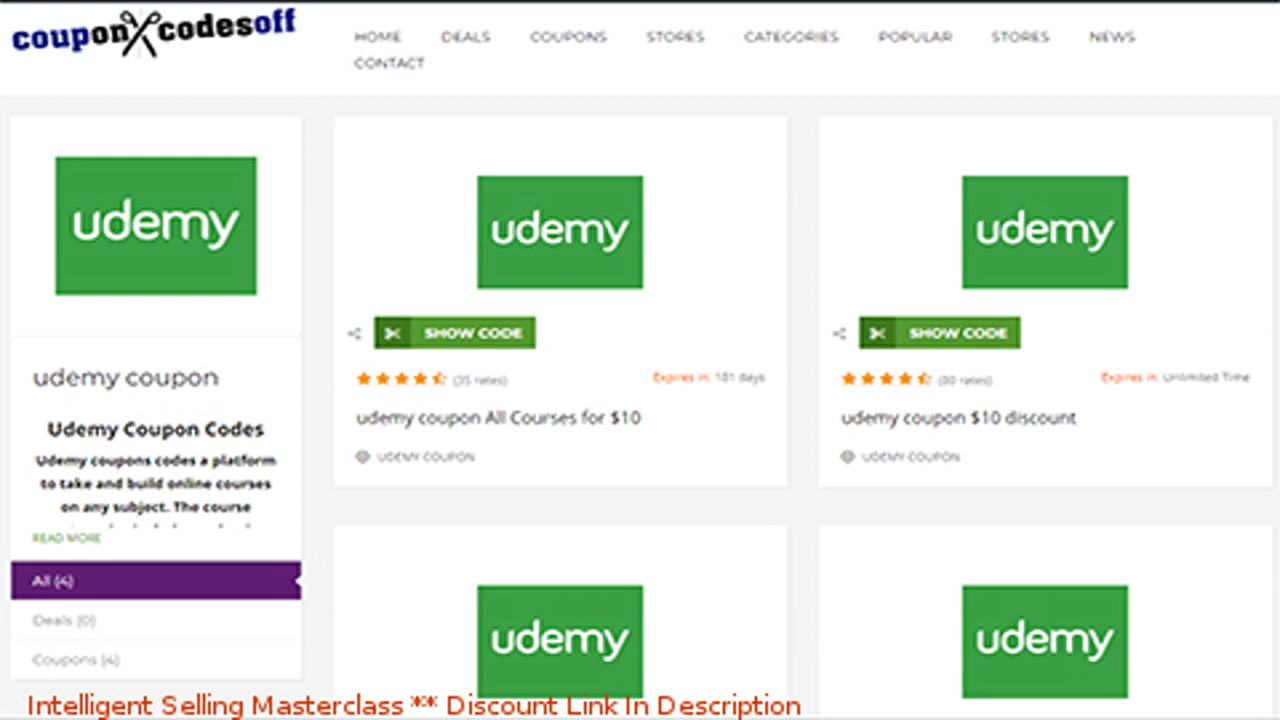 couponcodesoff
HOME DEALS COUPONS STORES CATEGORIES POPULAR STORES NEWS
CONTACT
udemy
udemy coupon
Udemy Coupon Codes
Udemy coupons codes a platform
to take and build online courses
on any subject. The course
READ MORE
All (4)
Deals (0)
Coupons (4)
udemy
SHOW CODE
(35 rates) Expires in: 181 days
udemy coupon All Courses for $10
UDEMY COUPON
udemy
SHOW CODE
Expires in: Unlimited Time
udemy coupon $10 discount
UDEMY COUPON
udemy
udemy
Intelligent Selling Masterclass ** Discount Link In Description